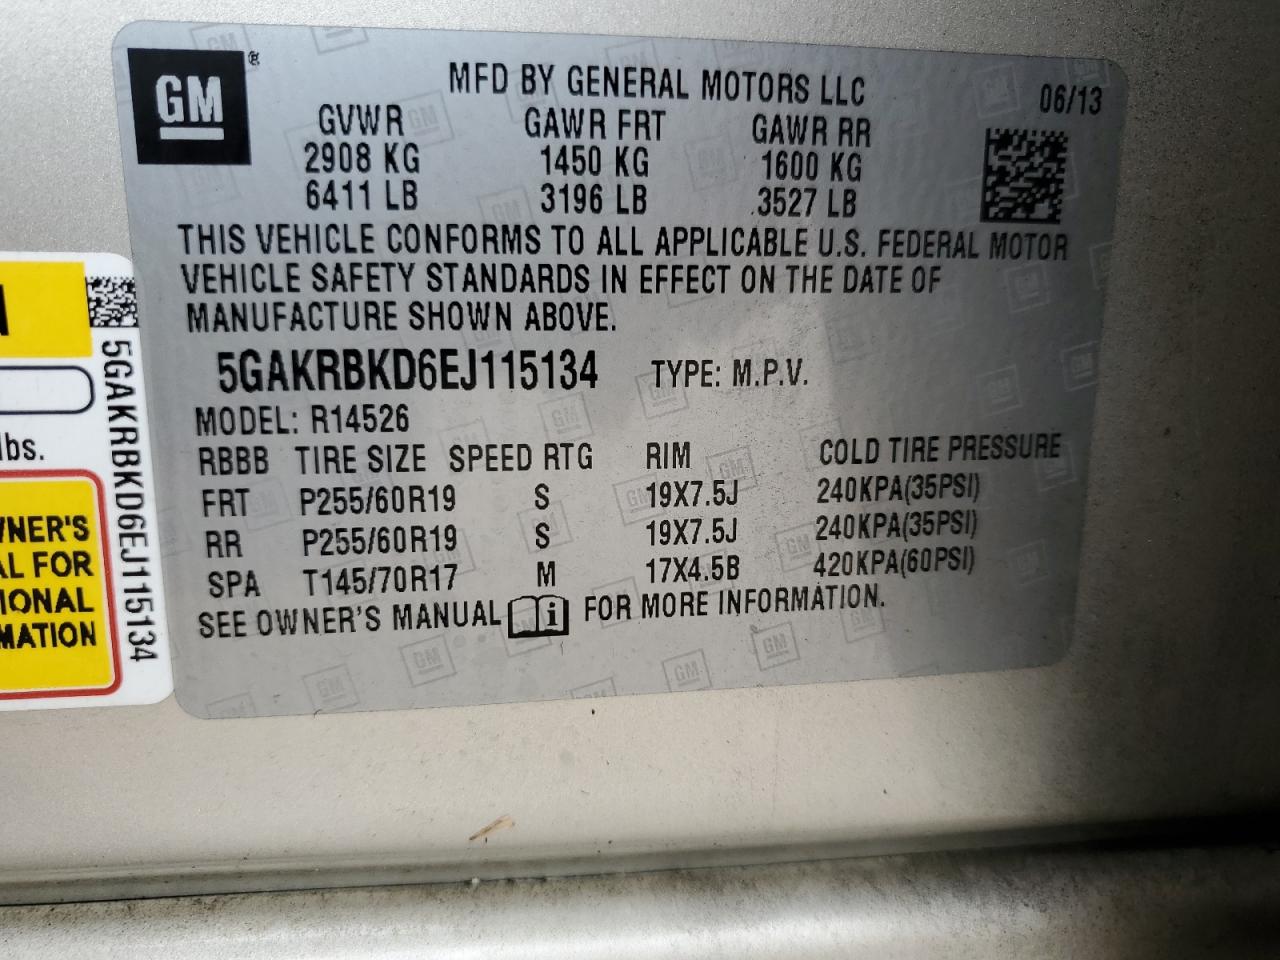 GM®
MFD BY GENERAL MOTORS LLC 06/13
GVWR GAWR FRT GAWR RR
2908 KG 1450 KG 1600 KG
6411 LB 3196 LB 3527 LB
THIS VEHICLE CONFORMS TO ALL APPLICABLE U.S. FEDERAL MOTOR
VEHICLE SAFETY STANDARDS IN EFFECT ON THE DATE OF
MANUFACTURE SHOWN ABOVE.
5GAKRBKD6EJ115134 TYPE: M.P.V.
MODEL: R14526
RBBB TIRE SIZE SPEED RTG RIM COLD TIRE PRESSURE
FRT P255/60R19 S 19X7.5J 240KPA(35PSI)
RR P255/60R19 S 19X7.5J 240KPA(35PSI)
SPA T145/70R17 M 17X4.5B 420KPA(60PSI)
SEE OWNER'S MANUAL i FOR MORE INFORMATION.
5GAKRBKD6EJ115134
lbs.
WNER'S
AL FOR
IONAL
MATION